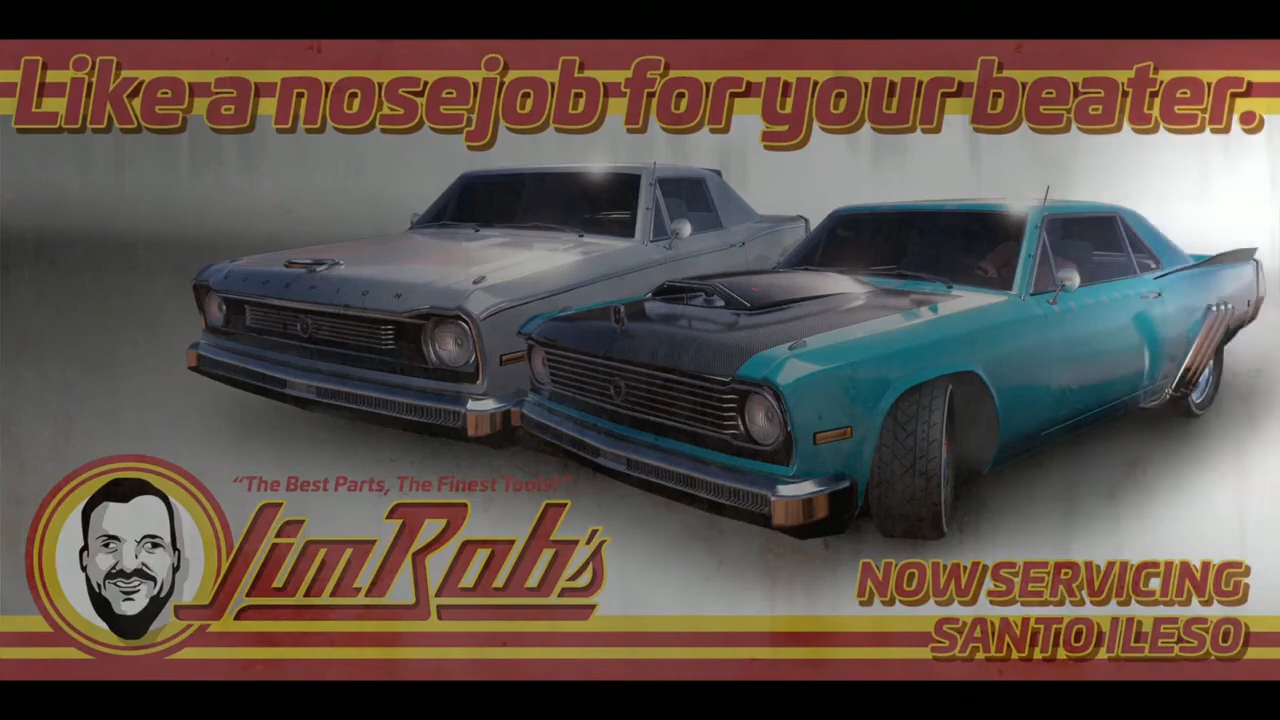 Like a nosejob for your beater.
"The Best Parts, The Finest Tools!"
JimRob's
NOW SERVICING
SANTO ILESO